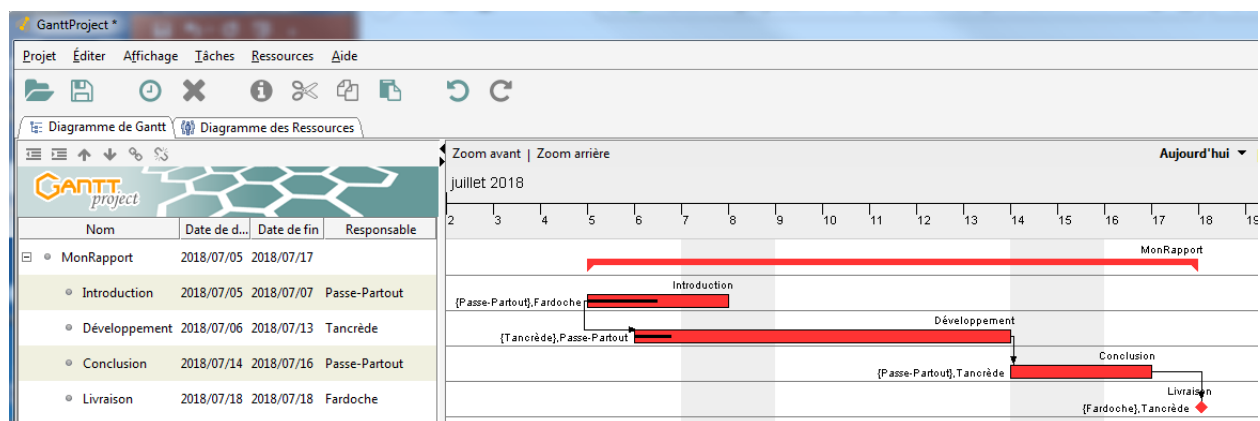 GanttProject *
Projet Éditer Affichage Tâches Ressources Aide
Diagramme de Gantt Diagramme des Ressources
Zoom avant | Zoom arrière Aujourd'hui
GANTT project
juillet 2018
2 3 4 5 6 7 8 9 10 11 12 13 14 15 16 17 18 19
Nom Date de d... Date de fin Responsable
MonRapport 2018/07/05 2018/07/17 MonRapport
Introduction
Introduction 2018/07/05 2018/07/07 Passe-Partout {Passe-Partout},Fardoche
Développement
Développement 2018/07/06 2018/07/13 Tancrède {Tancrède},Passe-Partout
Conclusion
Conclusion 2018/07/14 2018/07/16 Passe-Partout {Passe-Partout},Tancrède
Livraison
Livraison 2018/07/18 2018/07/18 Fardoche {Fardoche},Tancrède